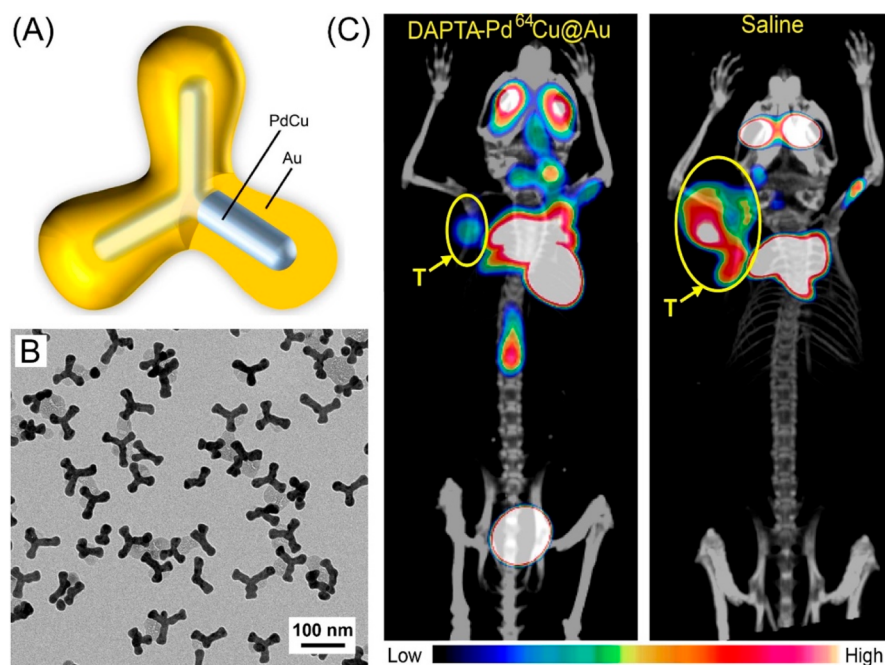 (A)
PdCu
Au
B
100 nm
(C)
DAPTA-Pd⁶⁴Cu@Au
Saline
T
T
Low
High